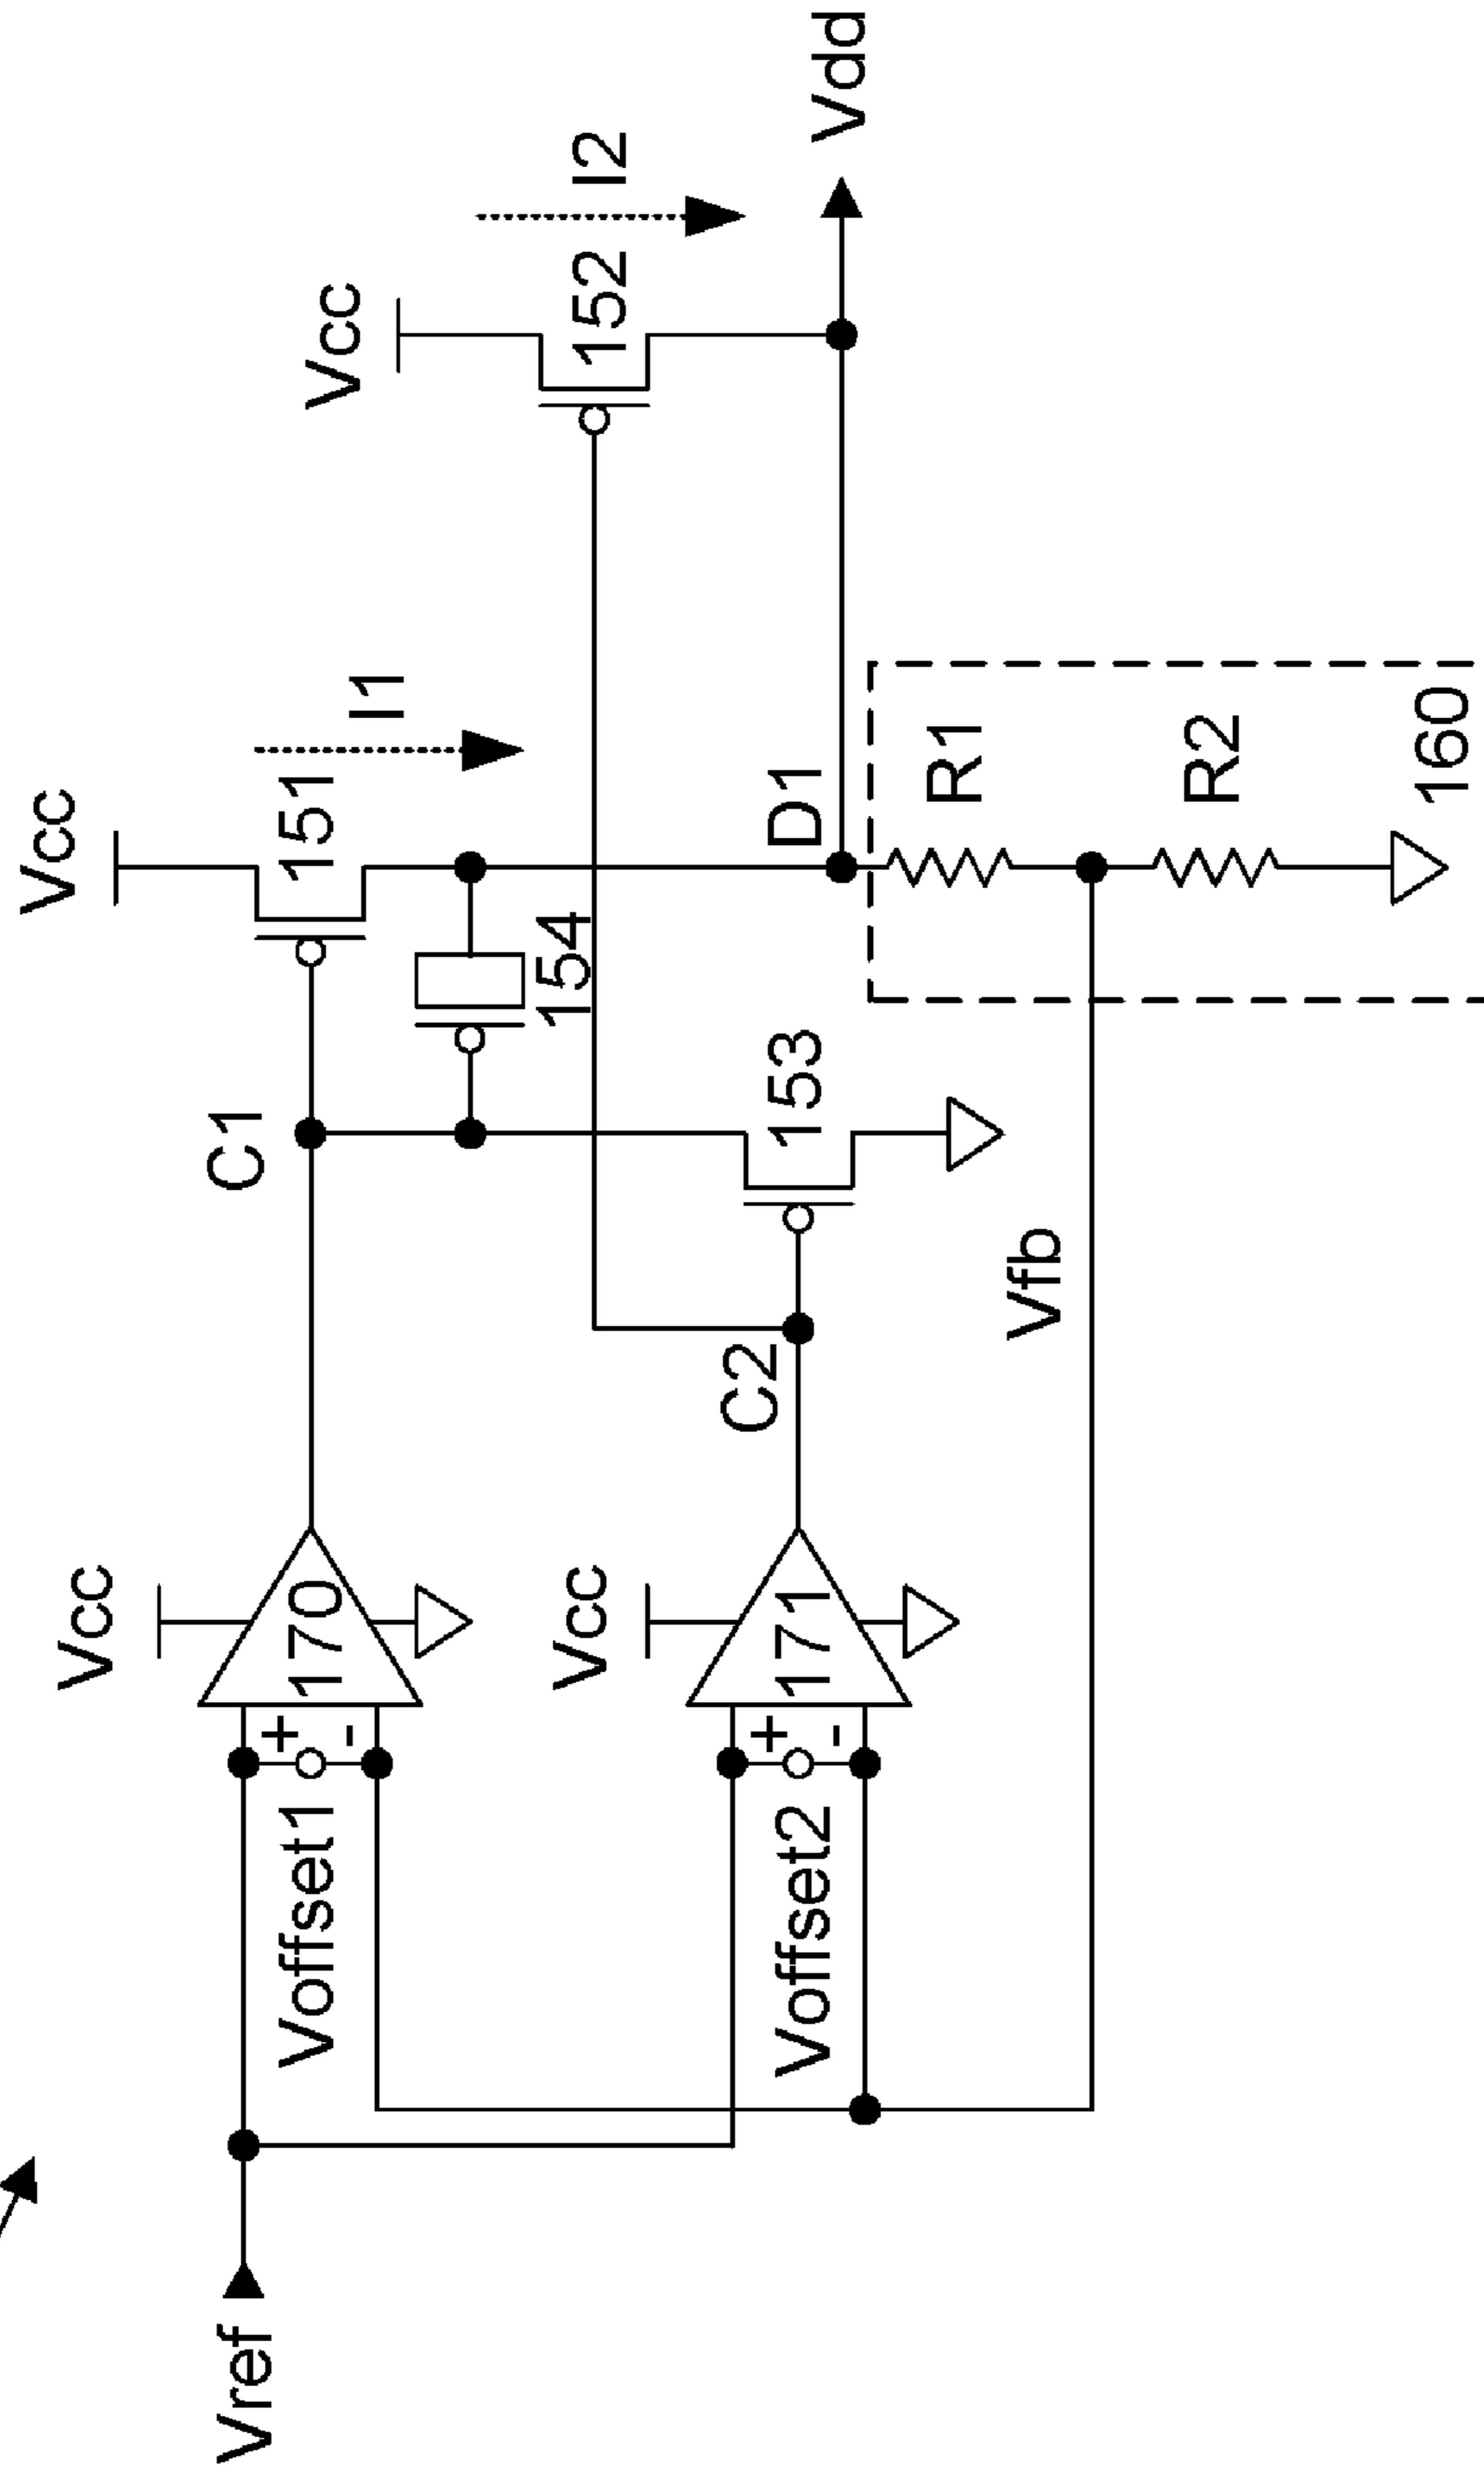 Vcc
Vcc
151
I1
Vcc
152
I2
C1
154
170
Vref
Voffset1
+
-
Vcc
C2
153
D1
Vdd
171
Voffset2
+
-
R1
Vfb
R2
160